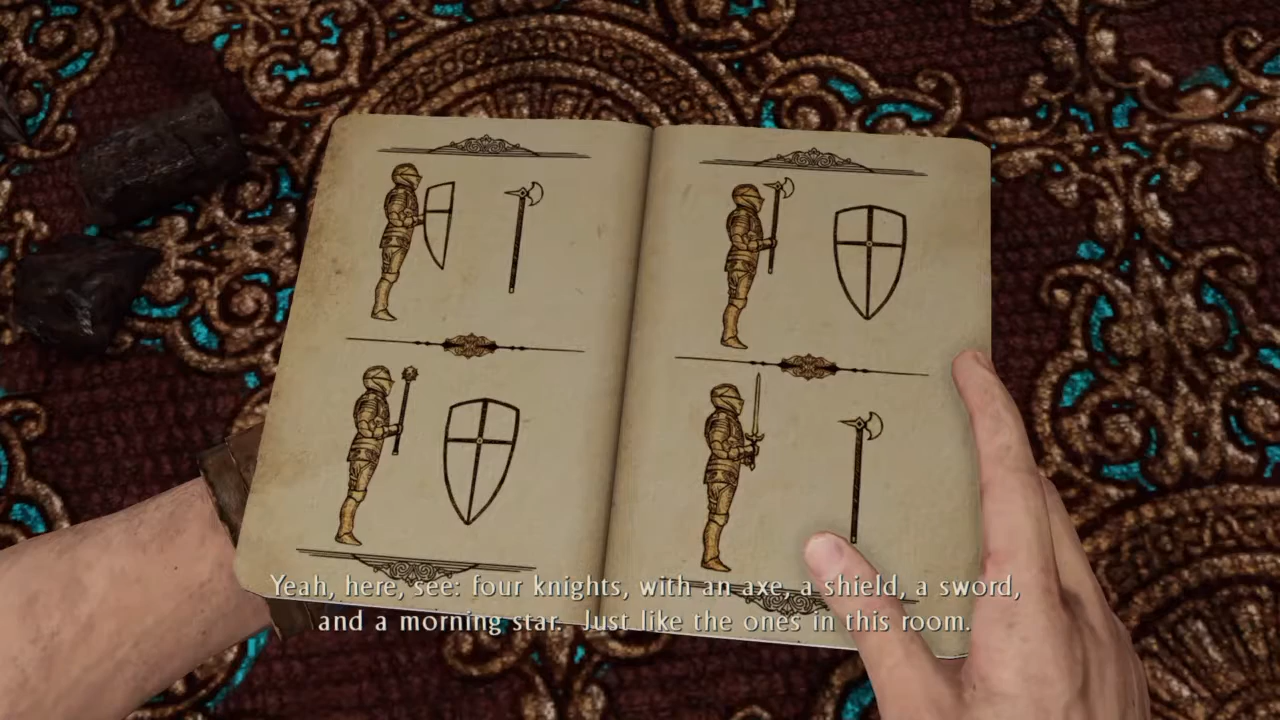 Yeah, here, see: four knights, with an axe, a shield, a sword,
and a morning star. Just like the ones in this room.